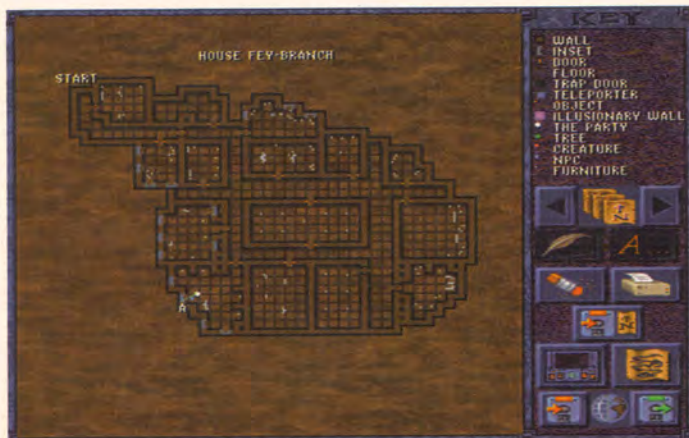 KEY
HOUSE FEY-BRANCH
START
WALL
INSET
DOOR
FLOOR
TRAP DOOR
TELEPORTER
OBJECT
ILLUSIONARY WALL
THE PARTY
TREE
CREATURE
NPC
FURNITURE
A
A